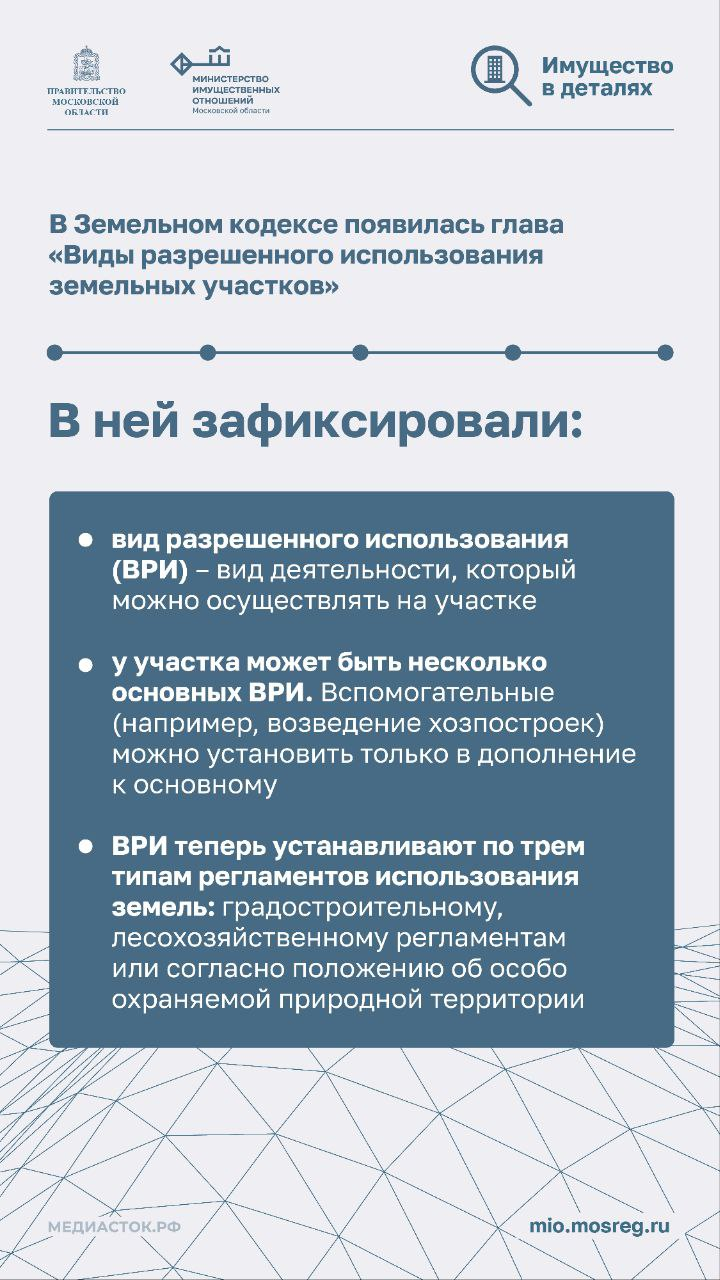 ПРАВИТЕЛЬСТВО
МОСКОВСКОЙ
ОБЛАСТИ
МИНИСТЕРСТВО
ИМУЩЕСТВЕННЫХ
ОТНОШЕНИЙ
Московской области
Имущество
в деталях
В Земельном кодексе появилась глава
«Виды разрешенного использования
земельных участков»
В ней зафиксировали:
вид разрешенного использования
(ВРИ) – вид деятельности, который
можно осуществлять на участке
у участка может быть несколько
основных ВРИ. Вспомогательные
(например, возведение хозпостроек)
можно установить только в дополнение
к основному
ВРИ теперь устанавливают по трем
типам регламентов использования
земель: градостроительному,
лесохозяйственному регламентам
или согласно положению об особо
охраняемой природной территории
МЕДИАСТОК.РФ
mio.mosreg.ru